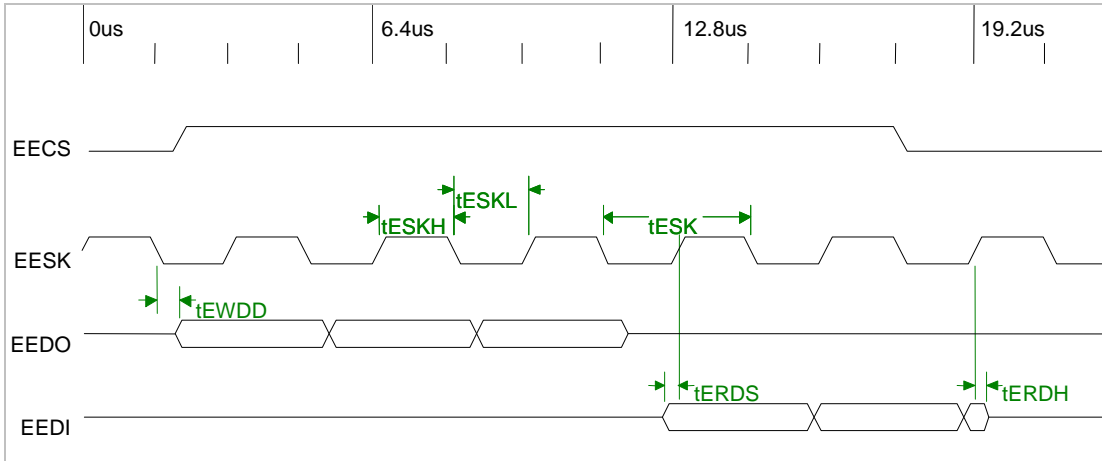 0us 6.4us 12.8us 19.2us
EECS
tESKL
tESKH tESK
EESK
tEWDD
EEDO
tERDS tERDH
EEDI